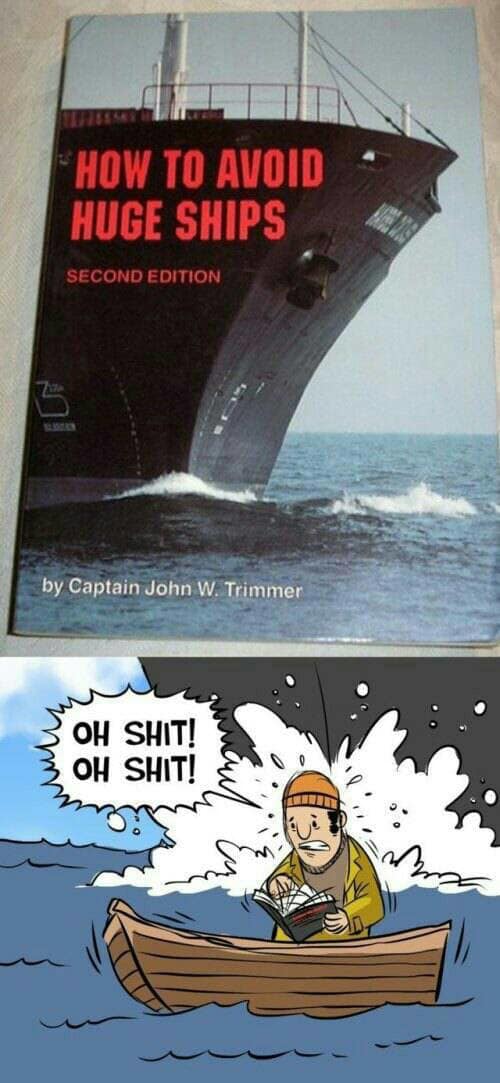 HOW TO AVOID
HUGE SHIPS
SECOND EDITION
by Captain John W. Trimmer
OH SHIT!
OH SHIT!